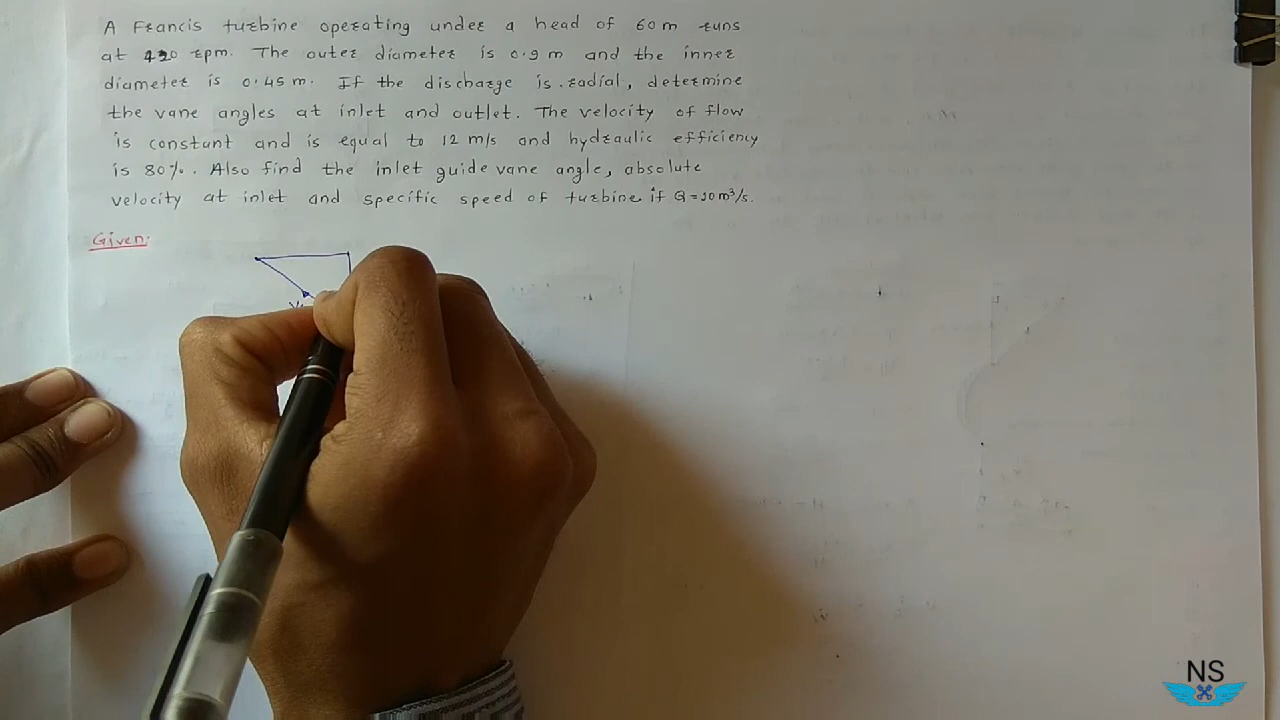 A Francis turbine operating under a head of 60 m runs
at 420 rpm. The outer diameter is 0.9 m and the inner
diameter is 0.45 m. If the discharge is radial, determine
the vane angles at inlet and outlet. The velocity of flow
is constant and is equal to 12 m/s and hydraulic efficiency
is 80%. Also find the inlet guide vane angle, absolute
velocity at inlet and specific speed of turbine if Q = 10 m³/s.
Given:
NS